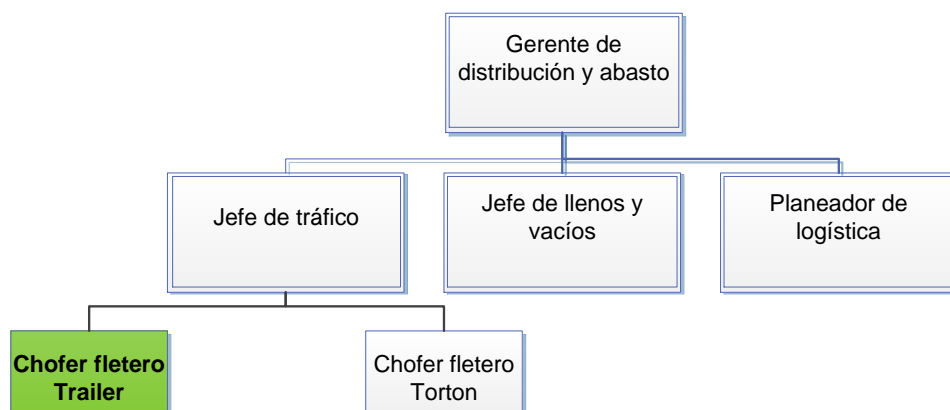 Gerente de
distribución y abasto
Jefe de tráfico
Jefe de llenos y
vacíos
Planeador de
logística
Chofer fletero
Trailer
Chofer fletero
Torton